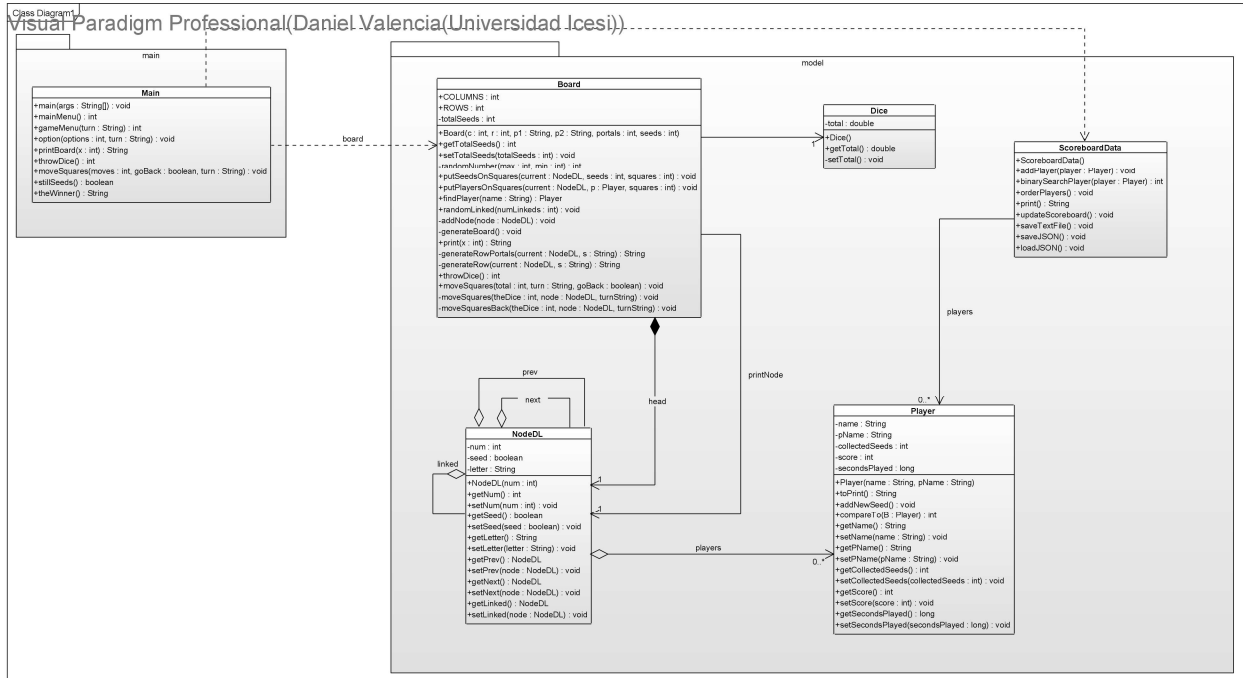 Class Diagram1
Visual Paradigm Professional(Daniel Valencia(Universidad Icesi))
main
Main
+main(args : String[]) : void
+mainMenu() : int
+gameMenu(turn : String) : int
+option(options : int, turn : String) : void
+printBoard(x : int) : String
+throwDice() : int
+moveSquares(moves : int, goBack : boolean, turn : String) : void
+stillSeeds() : boolean
+theWinner() : String
board
model
Board
+COLUMNS : int
+ROWS : int
-totalSeeds : int
+Board(c : int, r : int, p1 : String, p2 : String, portals : int, seeds : int)
+getTotalSeeds() : int
+setTotalSeeds(totalSeeds : int) : void
-randomNumber(max : int, min : int) : int
+putSeedsOnSquares(current : NodeDL, seeds : int, squares : int) : void
+putPlayersOnSquares(current : NodeDL, p : Player, squares : int) : void
+findPlayer(name : String) : Player
+randomLinked(numLinkeds : int) : void
-addNode(node : NodeDL) : void
-generateBoard() : void
+print(x : int) : String
-generateRowPortals(current : NodeDL, s : String) : String
-generateRow(current : NodeDL, s : String) : String
+throwDice() : int
+moveSquares(total : int, turn : String, goBack : boolean) : void
-moveSquares(theDice : int, node : NodeDL, turnString) : void
-moveSquaresBack(theDice : int, node : NodeDL, turnString) : void
1
Dice
-total : double
+Dice()
+getTotal() : double
-setTotal() : void
ScoreboardData
+ScoreboardData()
+addPlayer(player : Player) : void
+binarySearchPlayer(player : Player) : int
+orderPlayers() : void
+print() : String
+updateScoreboard() : void
+saveTextFile() : void
+saveJSON() : void
+loadJSON() : void
players
0..*
printNode
head
prev
next
linked
1
1
NodeDL
-num : int
-seed : boolean
-letter : String
+NodeDL(num : int)
+getNum() : int
+setNum(num : int) : void
+getSeed() : boolean
+setSeed(seed : boolean) : void
+getLetter() : String
+setLetter(letter : String) : void
+getPrev() : NodeDL
+setPrev(node : NodeDL) : void
+getNext() : NodeDL
+setNext(node : NodeDL) : void
+getLinked() : NodeDL
+setLinked(node : NodeDL) : void
players
0..*
Player
-name : String
-pName : String
-collectedSeeds : int
-score : int
-secondsPlayed : long
+Player(name : String, pName : String)
+toPrint() : String
+addNewSeed() : void
+compareTo(B : Player) : int
+getName() : String
+setName(name : String) : void
+getPName() : String
+setPName(pName : String) : void
+getCollectedSeeds() : int
+setCollectedSeeds(collectedSeeds : int) : void
+getScore() : int
+setScore(score : int) : void
+getSecondsPlayed() : long
+setSecondsPlayed(secondsPlayed : long) : void